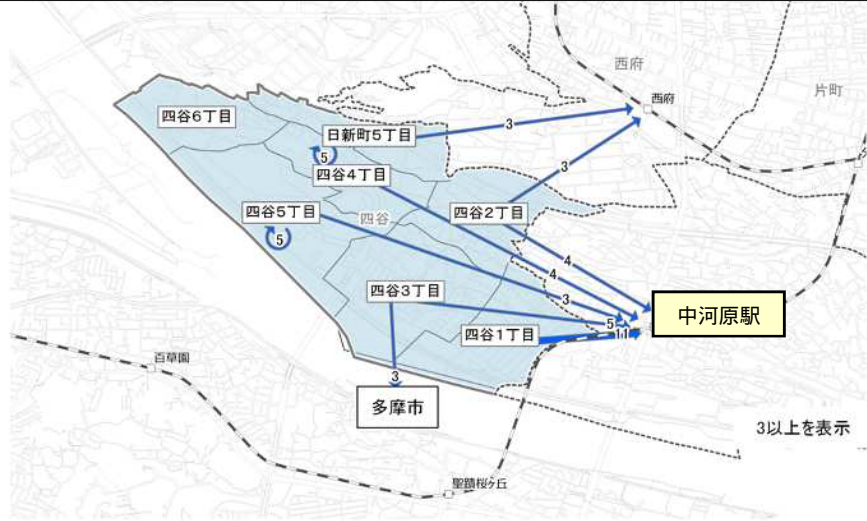 西府
片町
西府
四谷6丁目
日新町5丁目
3
5
3
四谷4丁目
四谷5丁目
四谷
四谷2丁目
5
4
4
3
四谷3丁目
5
中河原駅
四谷1丁目
11
百草園
3
多摩市
3以上を表示
聖蹟桜ヶ丘